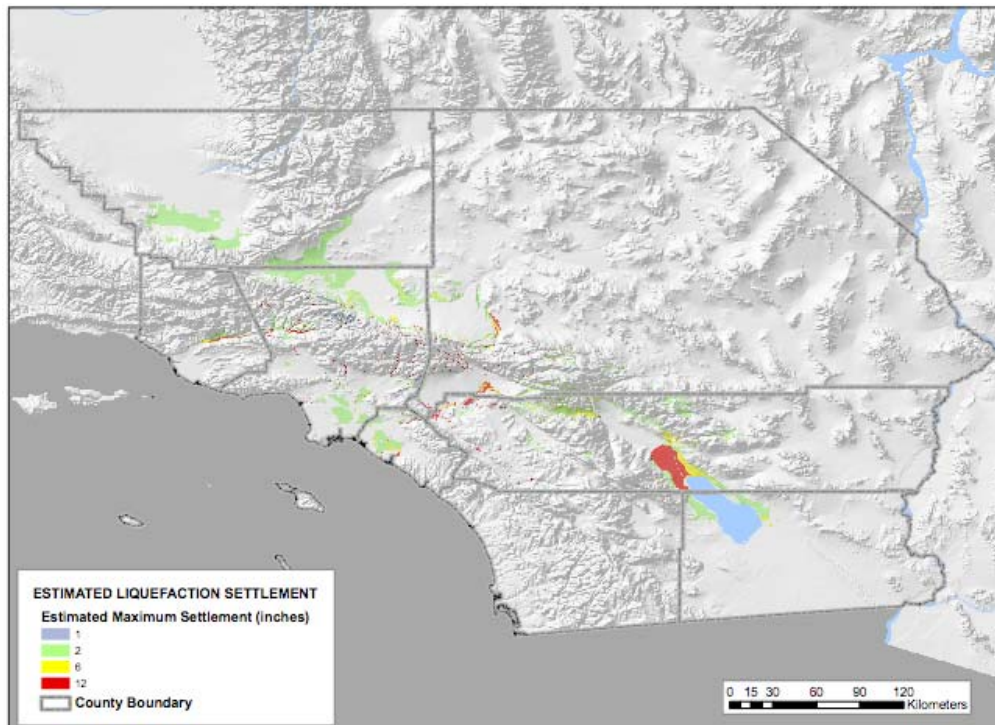 ESTIMATED LIQUEFACTION SETTLEMENT
Estimated Maximum Settlement (inches)
1
2
6
12
County Boundary
0 15 30 60 90 120
Kilometers